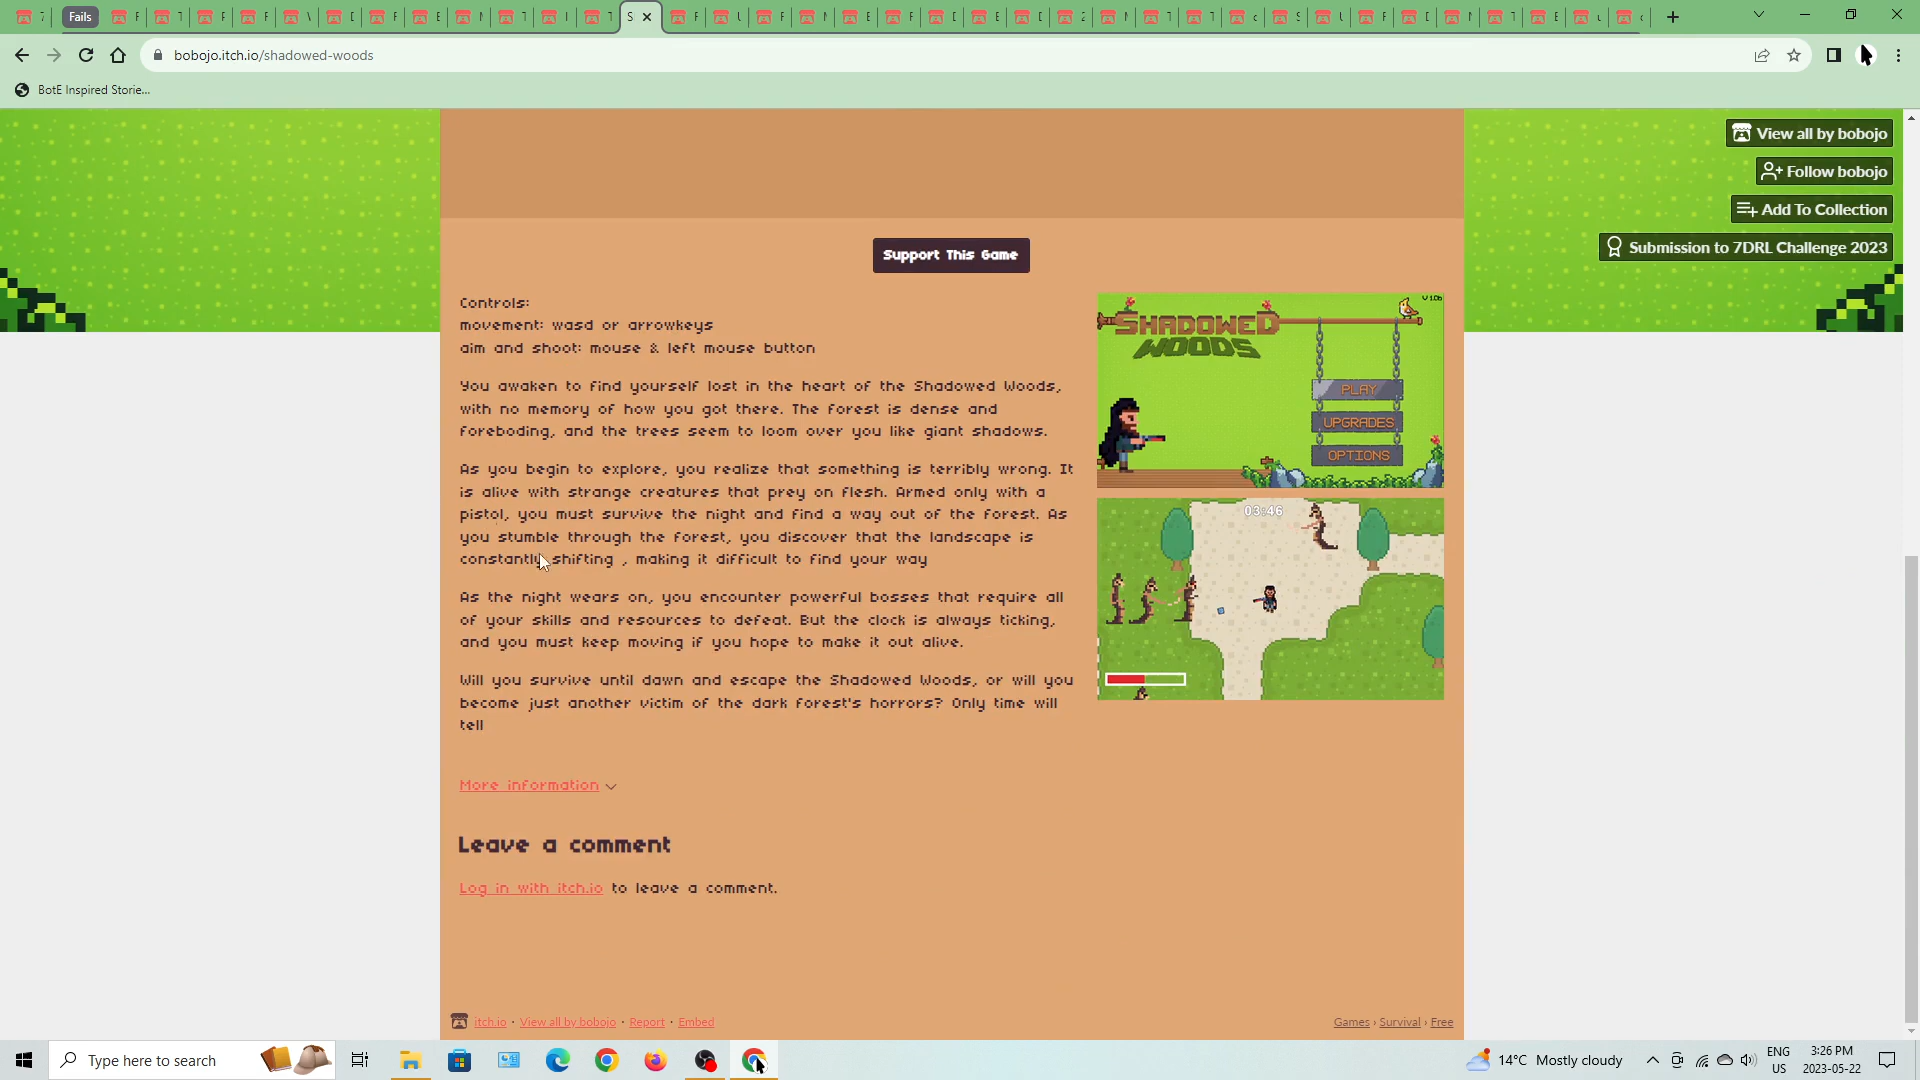 Fails
S
bobojo.itch.io/shadowed-woods
BotE Inspired Storie...
View all by bobojo
Follow bobojo
Add To Collection
Submission to 7DRL Challenge 2023
Support This Game
Controls:
movement: wasd or arrowkeys
aim and shoot: mouse & left mouse button
You awaken to find yourself lost in the heart of the Shadowed Woods,
with no memory of how you got there. The forest is dense and
foreboding, and the trees seem to loom over you like giant shadows.
As you begin to explore, you realize that something is terribly wrong. It
is alive with strange creatures that prey on flesh. Armed only with a
pistol, you must survive the night and find a way out of the forest. As
you stumble through the forest, you discover that the landscape is
constantly shifting , making it difficult to find your way
As the night wears on, you encounter powerful bosses that require all
of your skills and resources to defeat. But the clock is always ticking,
and you must keep moving if you hope to make it out alive.
Will you survive until dawn and escape the Shadowed Woods, or will you
become just another victim of the dark forest's horrors? Only time will
tell
SHADOWED
WOODS
PLAY
UPGRADES
OPTIONS
03:46
More information
Leave a comment
Log in with itch.io to leave a comment.
itch.io · View all by bobojo · Report · Embed
Games › Survival › Free
Type here to search
14°C Mostly cloudy
ENG
US
3:26 PM
2023-05-22